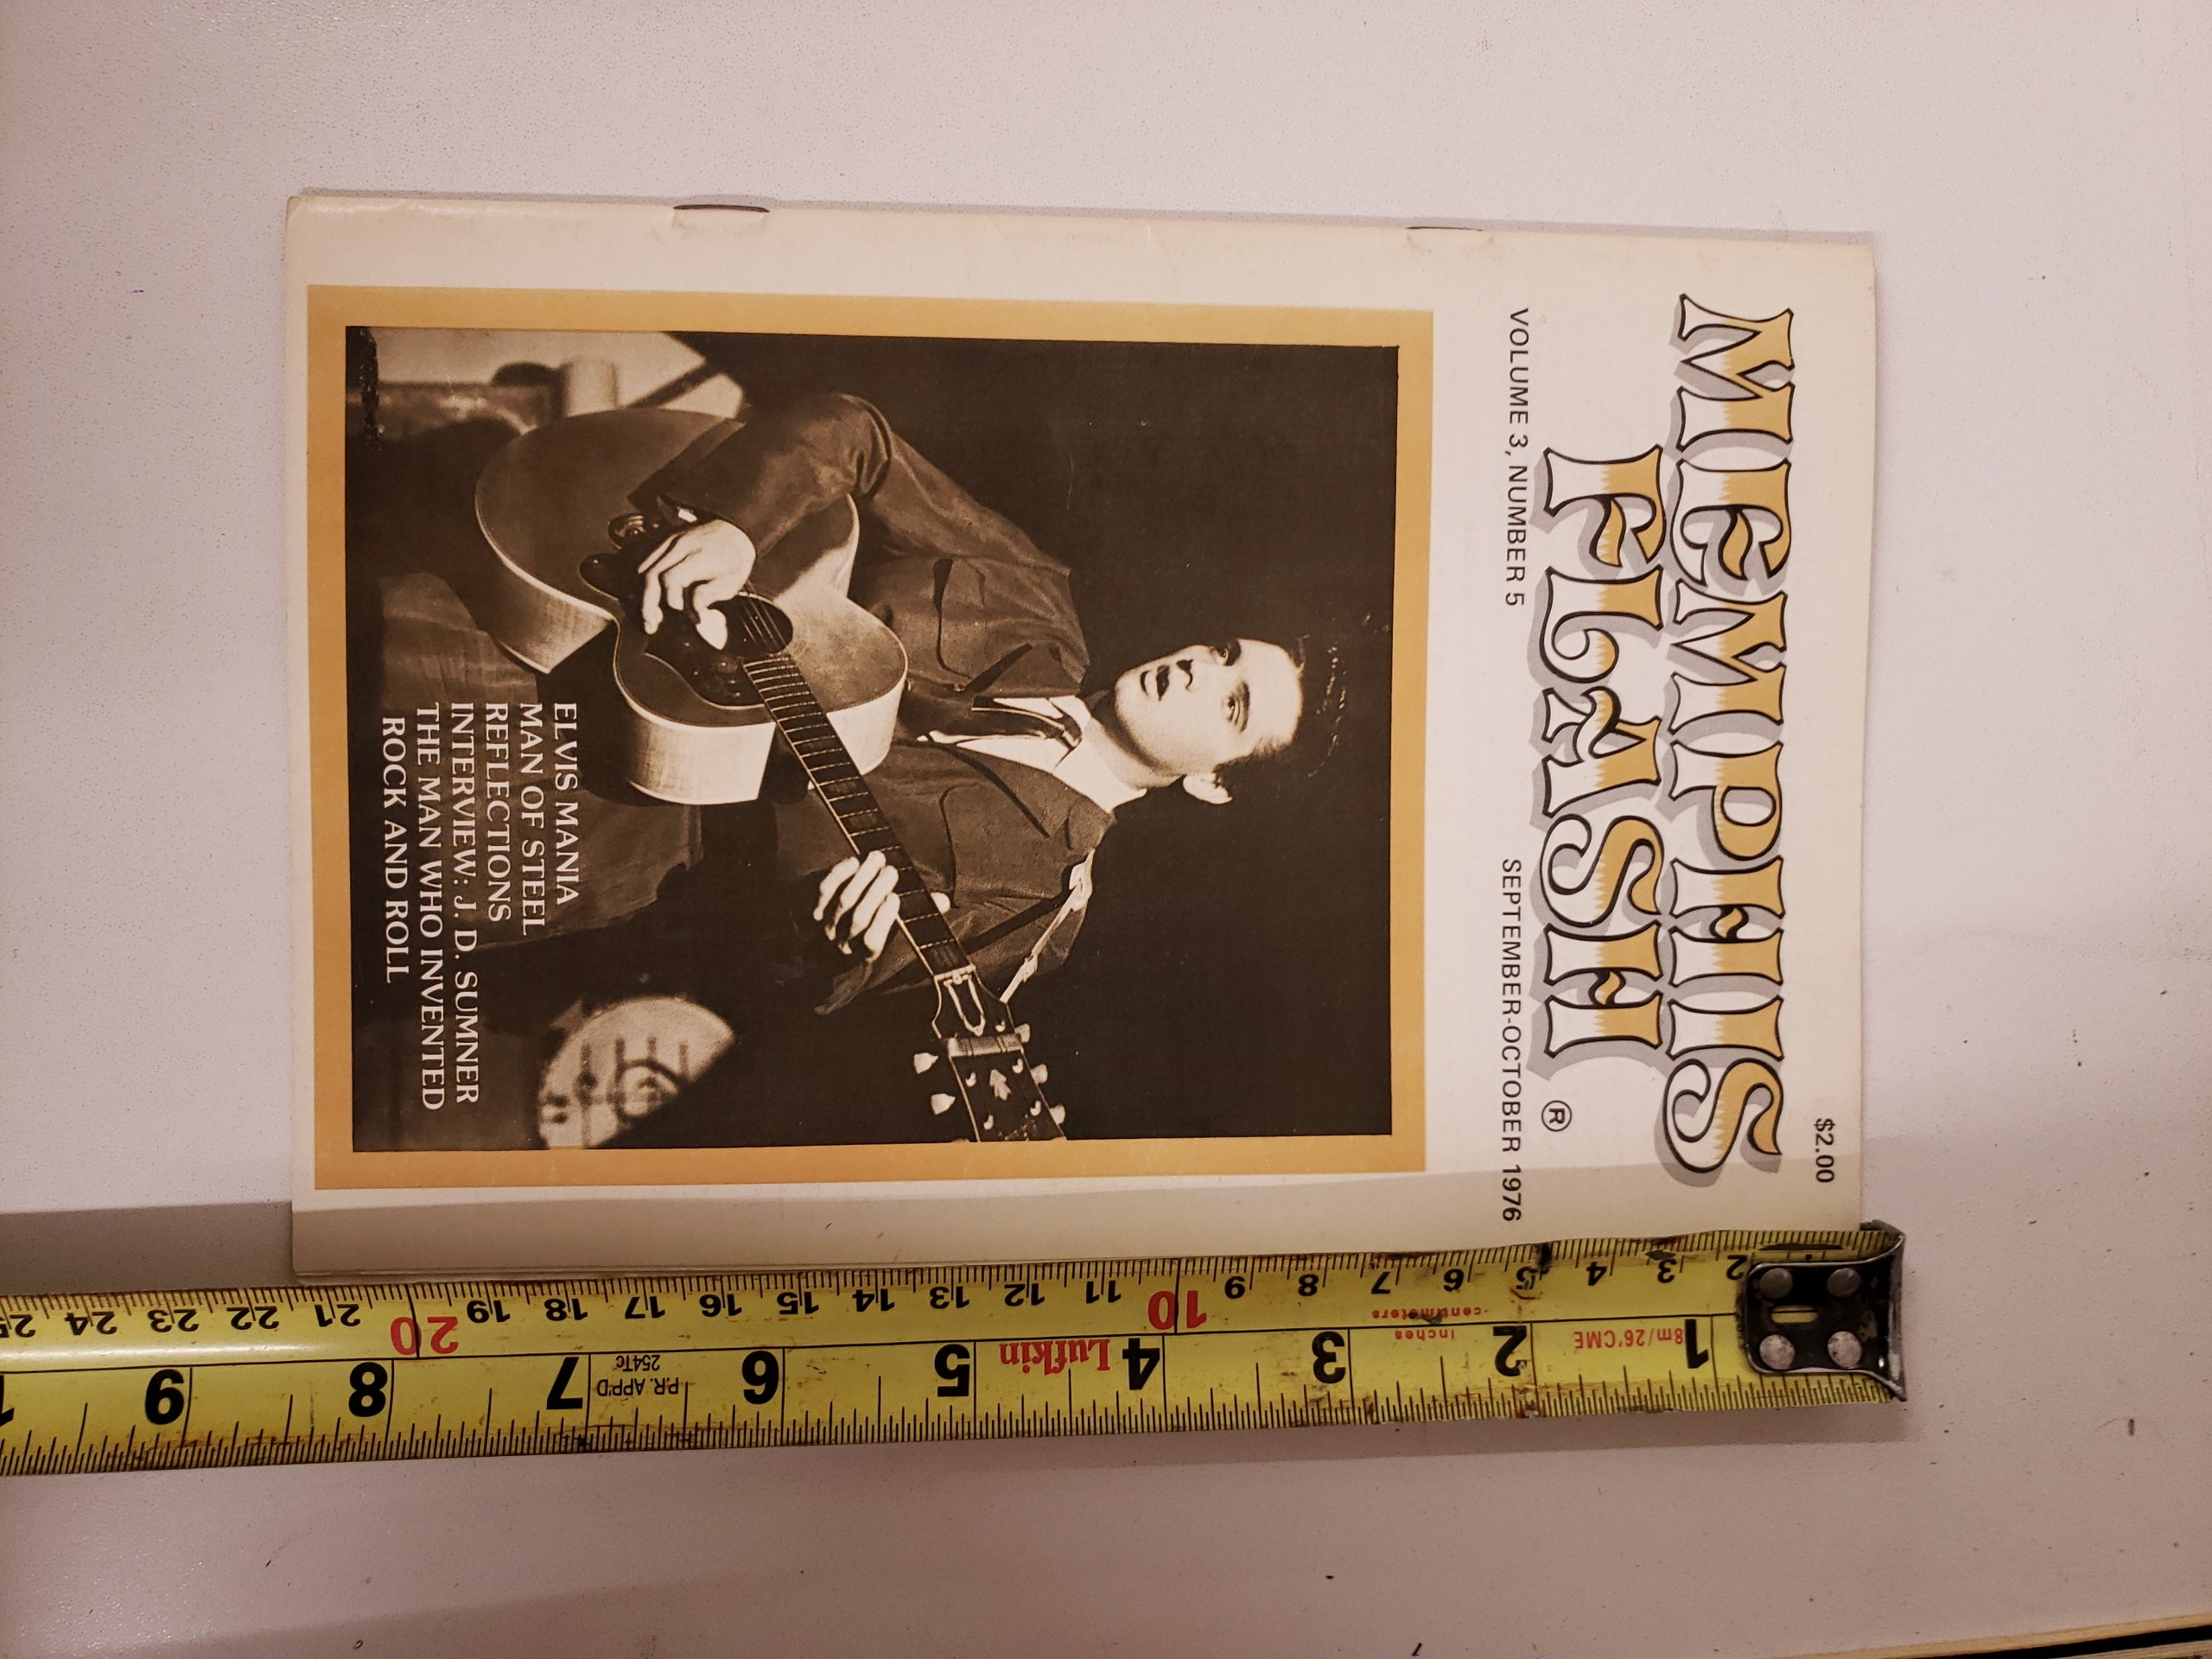 $2.00
MEMPHIS
FLASH ®
VOLUME 3, NUMBER 5 SEPTEMBER-OCTOBER 1976
ELVIS MANIA
MAN OF STEEL
REFLECTIONS
INTERVIEW: J. D. SUMNER
THE MAN WHO INVENTED
ROCK AND ROLL
2 3 4 5 6 7 8 9 10 11 12 13 14 15 16 17 18 19 20 21 22 23 24 25
centimeters
inches
1 8m/26'CME 2 3 4 Lufkin 5 6 P.R. APP'D 254Tc 7 8 9 1